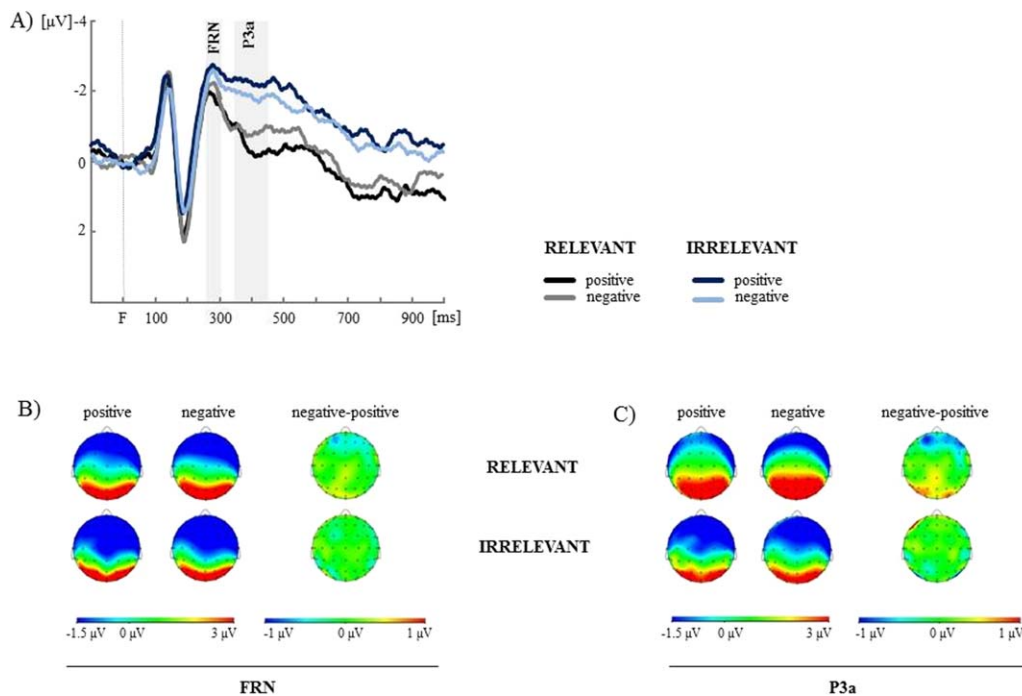 A) [µV]-4
FRN
P3a
-2
0
2
F 100 300 500 700 900 [ms]
RELEVANT IRRELEVANT
positive positive
negative negative
B) positive negative negative-positive
C) positive negative negative-positive
RELEVANT
IRRELEVANT
-1.5 µV 0 µV 3 µV -1 µV 0 µV 1 µV
-1.5 µV 0 µV 3 µV -1 µV 0 µV 1 µV
FRN
P3a